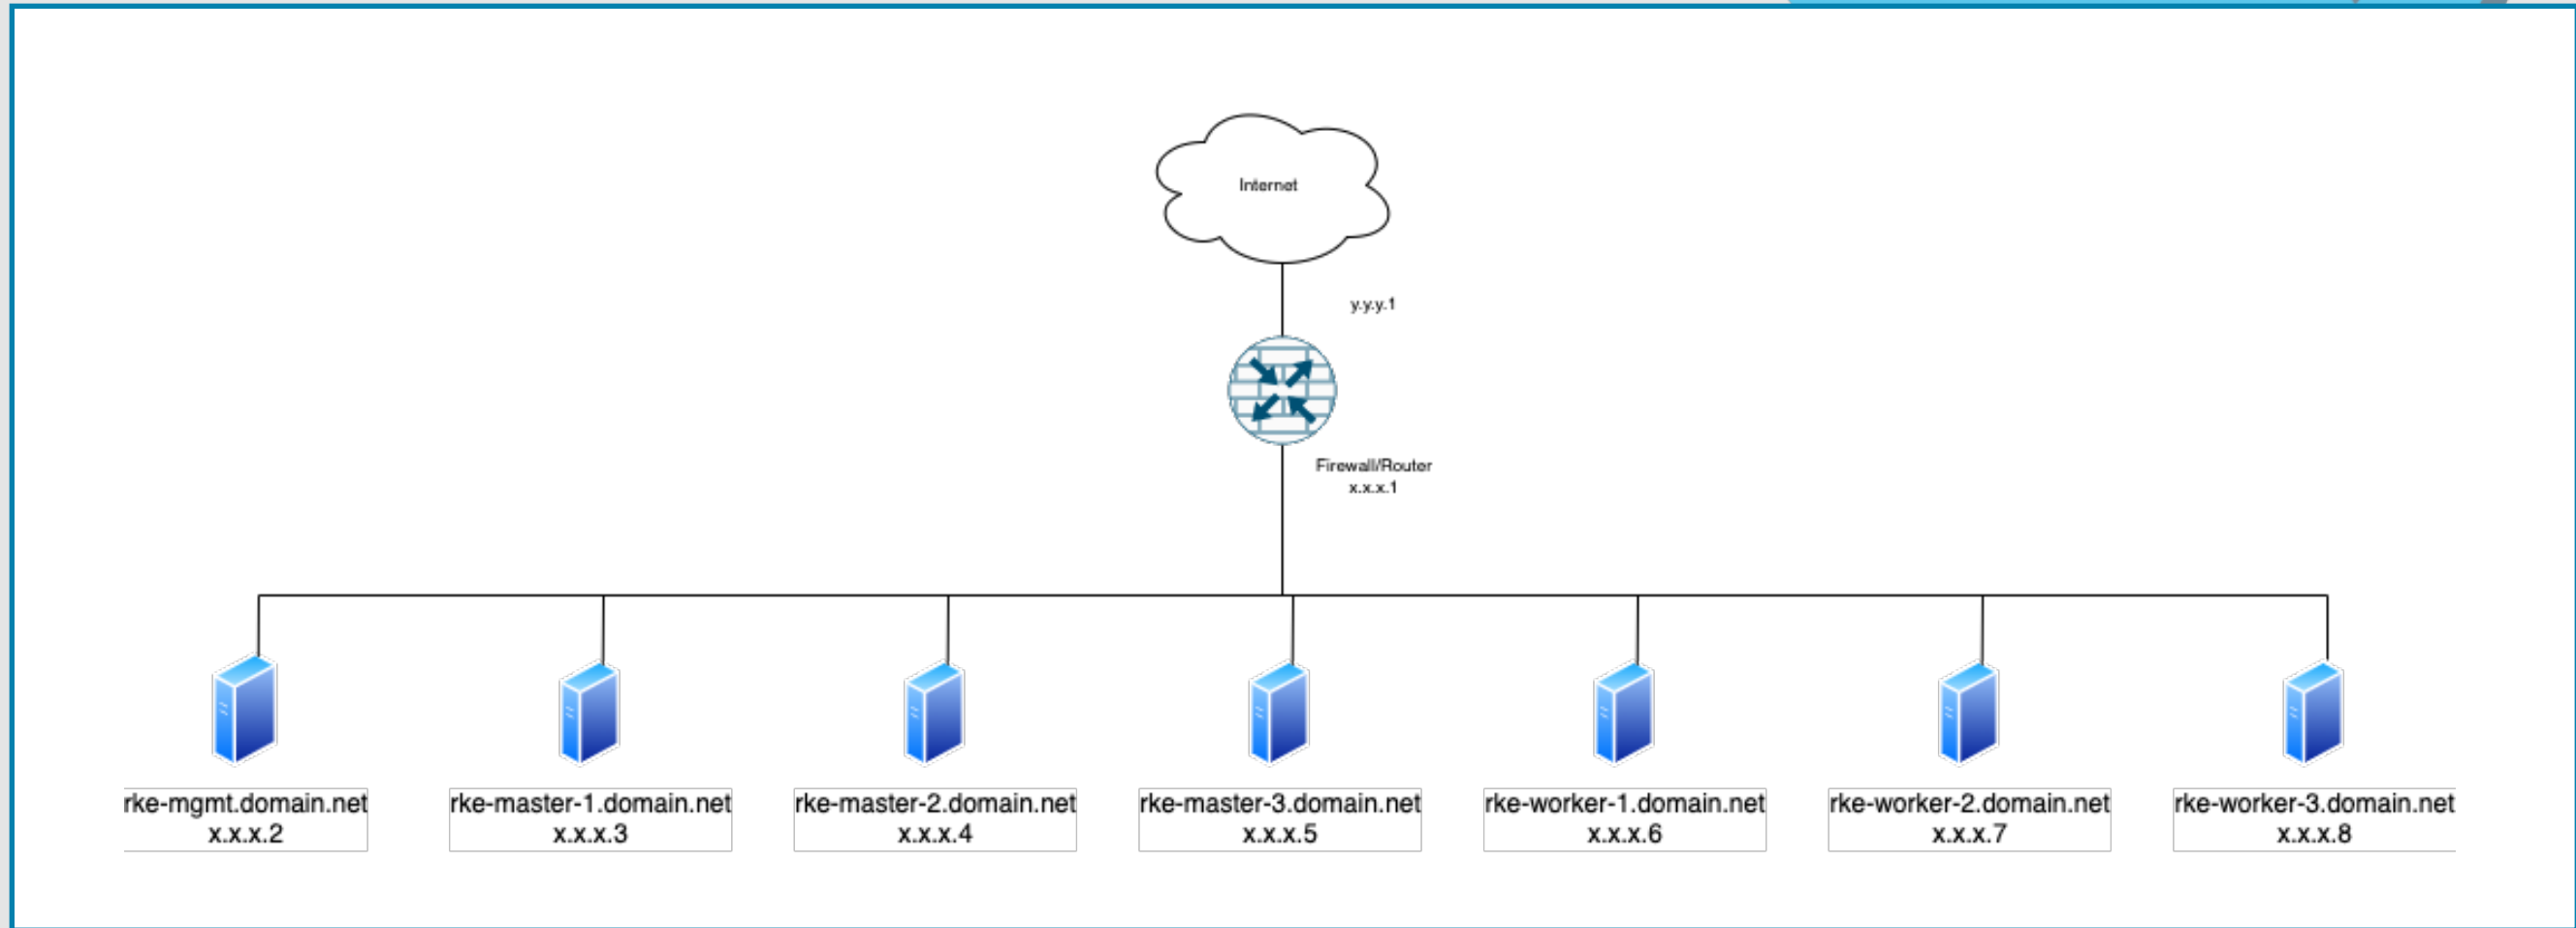 Internet
y.y.y.1
Firewall/Router
x.x.x.1
rke-mgmt.domain.net
x.x.x.2
rke-master-1.domain.net
x.x.x.3
rke-master-2.domain.net
x.x.x.4
rke-master-3.domain.net
x.x.x.5
rke-worker-1.domain.net
x.x.x.6
rke-worker-2.domain.net
x.x.x.7
rke-worker-3.domain.net
x.x.x.8